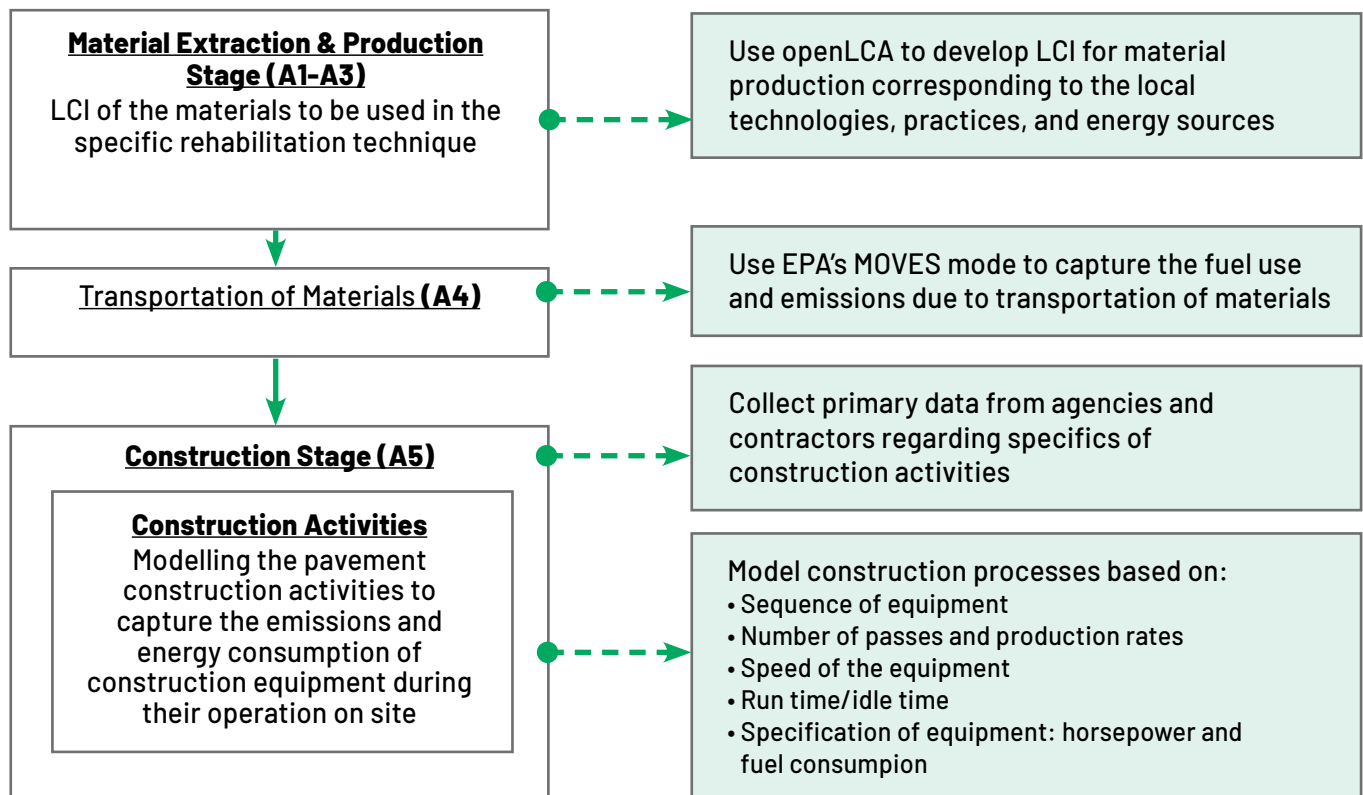 Material Extraction & Production
Stage (A1-A3)
LCI of the materials to be used in the
specific rehabilitation technique
Use openLCA to develop LCI for material
production corresponding to the local
technologies, practices, and energy sources
Transportation of Materials (A4)
Use EPA’s MOVES mode to capture the fuel use
and emissions due to transportation of materials
Construction Stage (A5)
Collect primary data from agencies and
contractors regarding specifics of
construction activities
Construction Activities
Modelling the pavement
construction activities to
capture the emissions and
energy consumption of
construction equipment during
their operation on site
Model construction processes based on:
• Sequence of equipment
• Number of passes and production rates
• Speed of the equipment
• Run time/idle time
• Specification of equipment: horsepower and
fuel consumpion